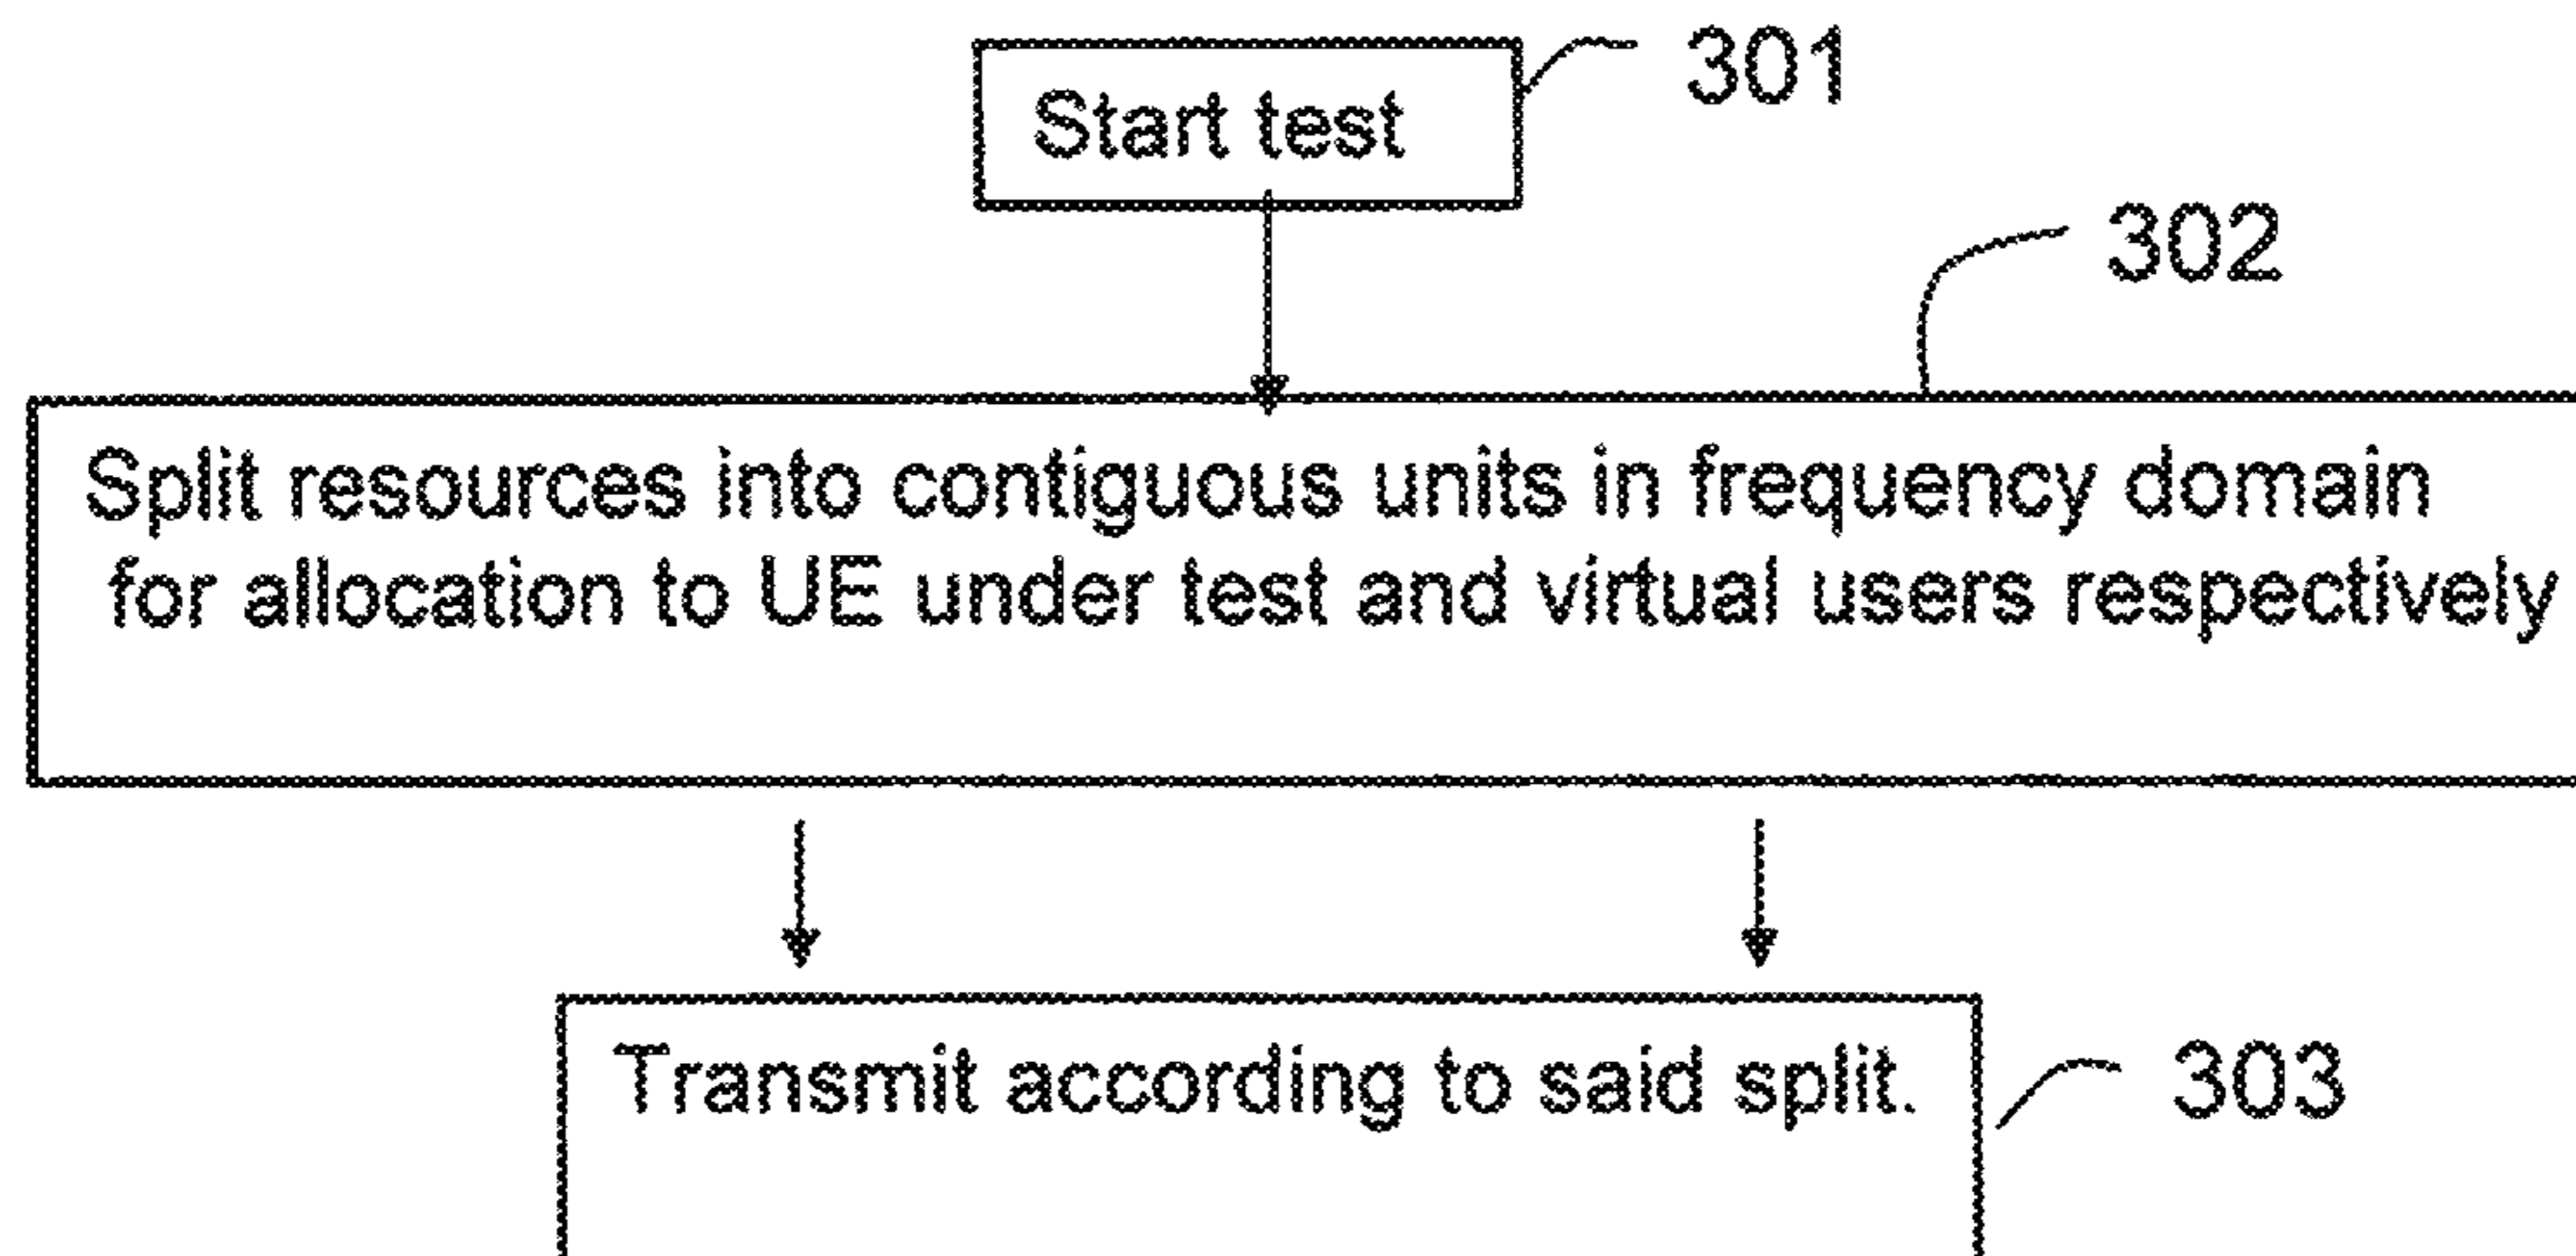 Start test
301
302
Split resources into contiguous units in frequency domain
for allocation to UE under test and virtual users respectively
Transmit according to said split.
303